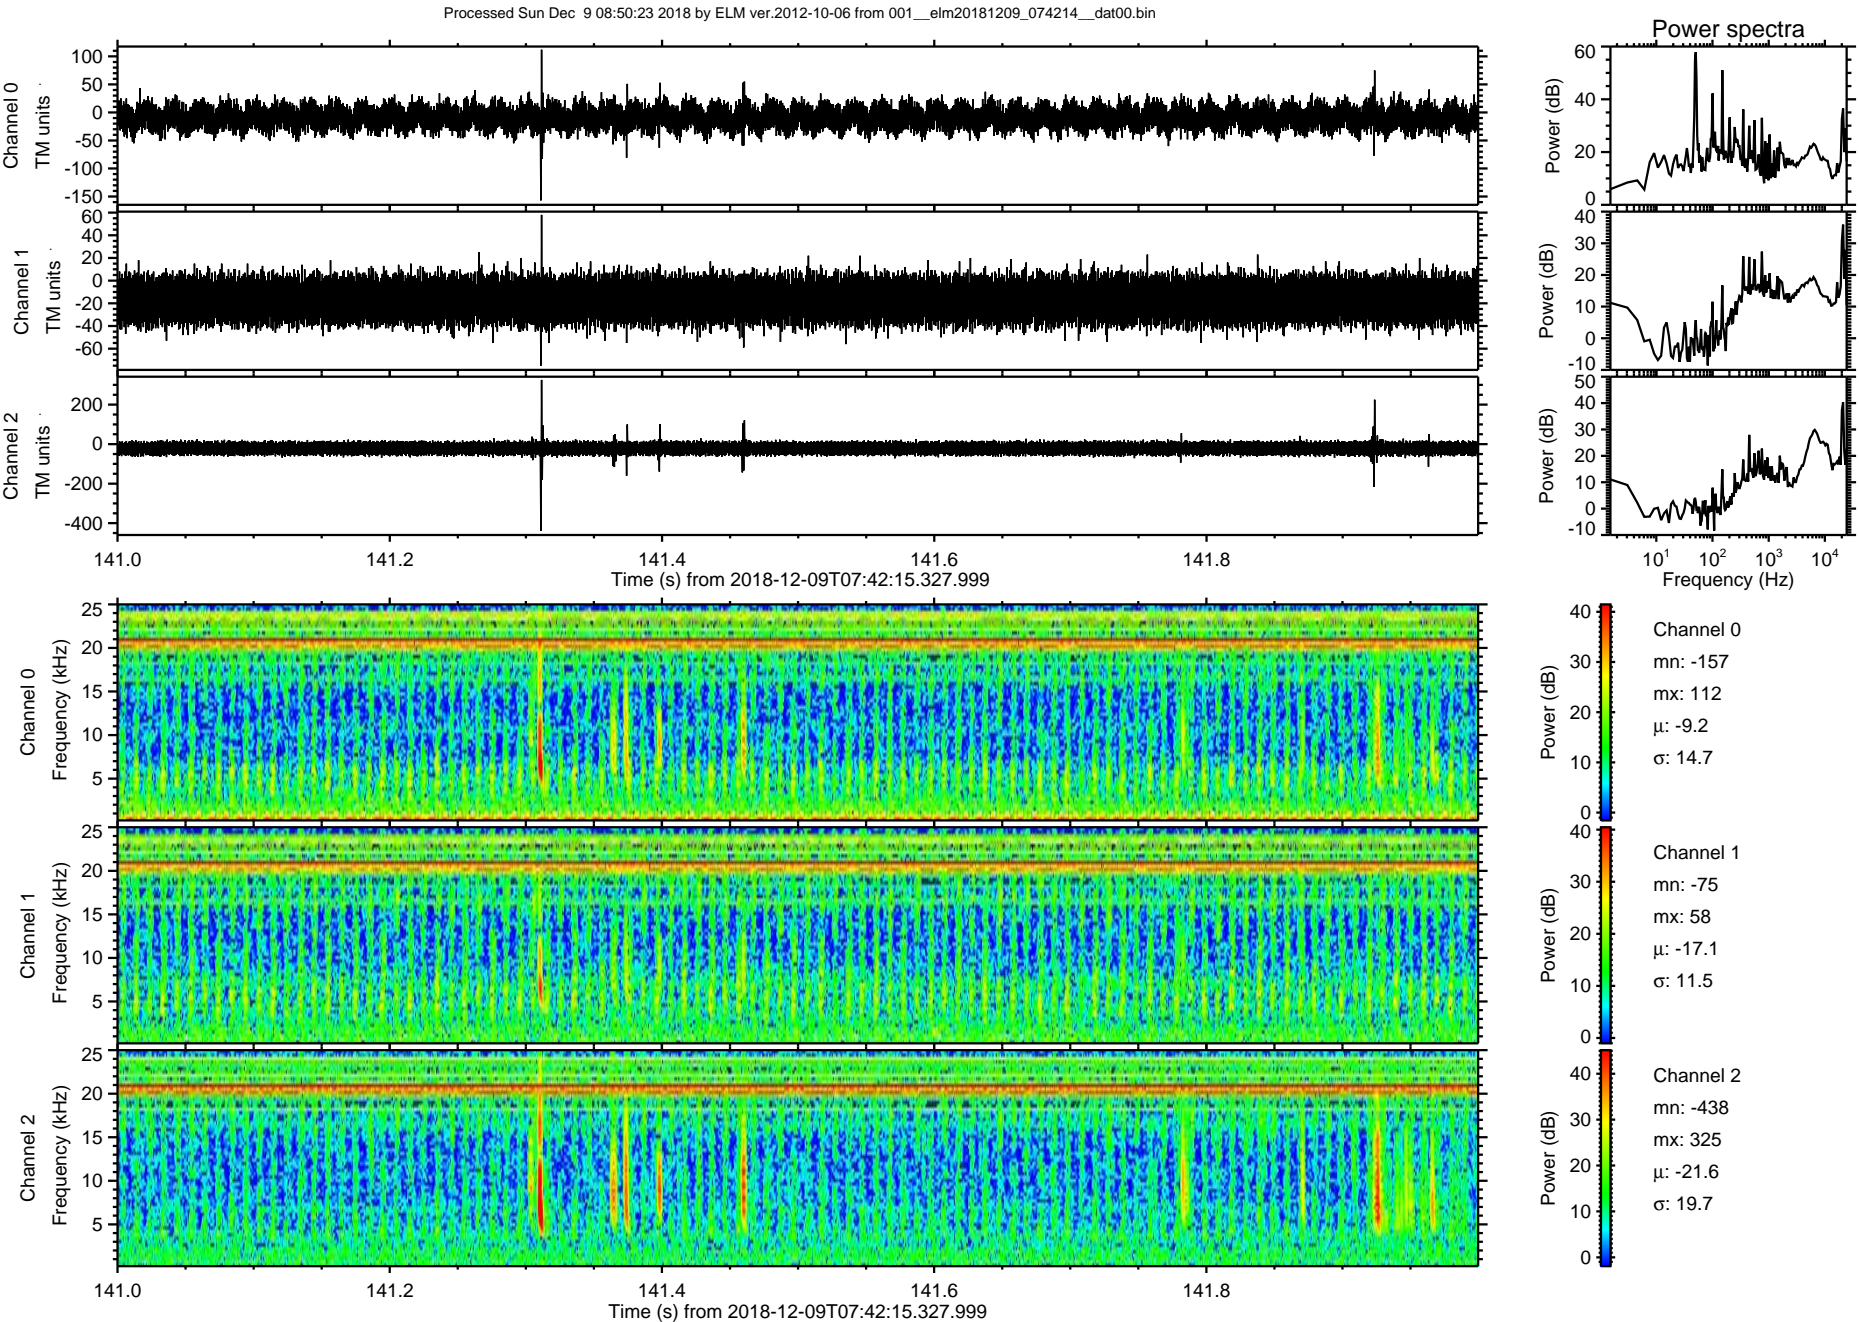 Processed Sun Dec  9 08:50:23 2018 by ELM ver.2012-10-06 from 001__elm20181209_074214__dat00.bin
Power spectra
Channel 0
TM units
100
50
0
-50
-100
-150
Power (dB)
60
40
20
0
Channel 1
TM units
60
40
20
0
-20
-40
-60
Power (dB)
40
30
20
10
0
-10
Channel 2
TM units
200
0
-200
-400
Power (dB)
50
40
30
20
10
0
-10
141.0 141.2 141.4 141.6 141.8
Time (s) from 2018-12-09T07:42:15.327.999
10¹ 10² 10³ 10⁴
Frequency (Hz)
Channel 0
Frequency (kHz)
25
20
15
10
5
Power (dB)
40
30
20
10
0
Channel 0
mn: -157
mx: 112
μ: -9.2
σ: 14.7
Channel 1
Frequency (kHz)
25
20
15
10
5
Power (dB)
40
30
20
10
0
Channel 1
mn: -75
mx: 58
μ: -17.1
σ: 11.5
Channel 2
Frequency (kHz)
25
20
15
10
5
Power (dB)
40
30
20
10
0
Channel 2
mn: -438
mx: 325
μ: -21.6
σ: 19.7
141.0 141.2 141.4 141.6 141.8
Time (s) from 2018-12-09T07:42:15.327.999